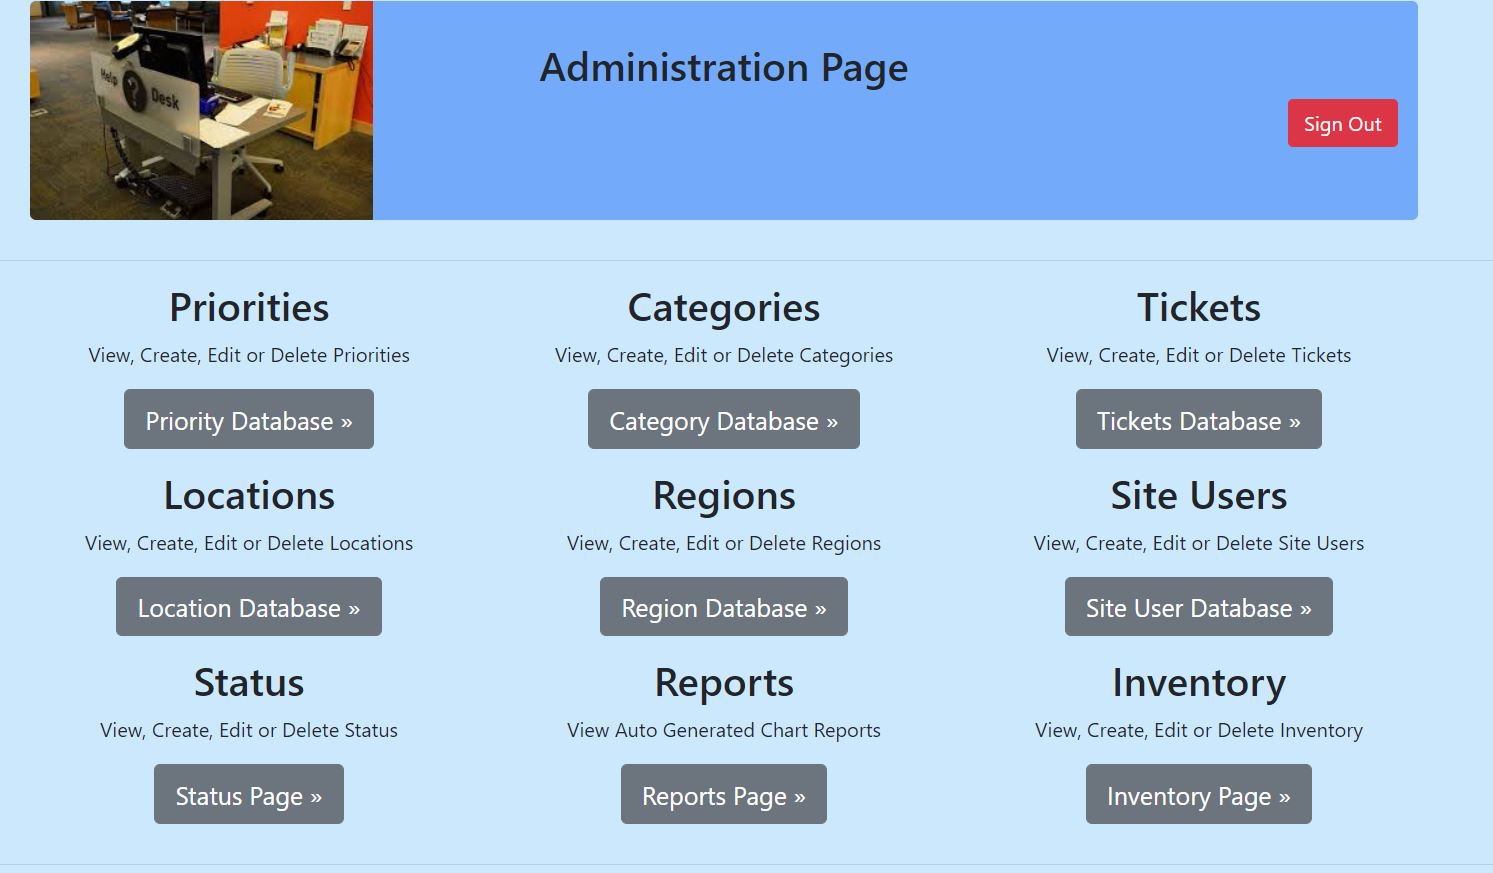 Help Desk
Administration Page
Sign Out
Priorities Categories Tickets
View, Create, Edit or Delete Priorities View, Create, Edit or Delete Categories View, Create, Edit or Delete Tickets
Priority Database » Category Database » Tickets Database »
Locations Regions Site Users
View, Create, Edit or Delete Locations View, Create, Edit or Delete Regions View, Create, Edit or Delete Site Users
Location Database » Region Database » Site User Database »
Status Reports Inventory
View, Create, Edit or Delete Status View Auto Generated Chart Reports View, Create, Edit or Delete Inventory
Status Page » Reports Page » Inventory Page »